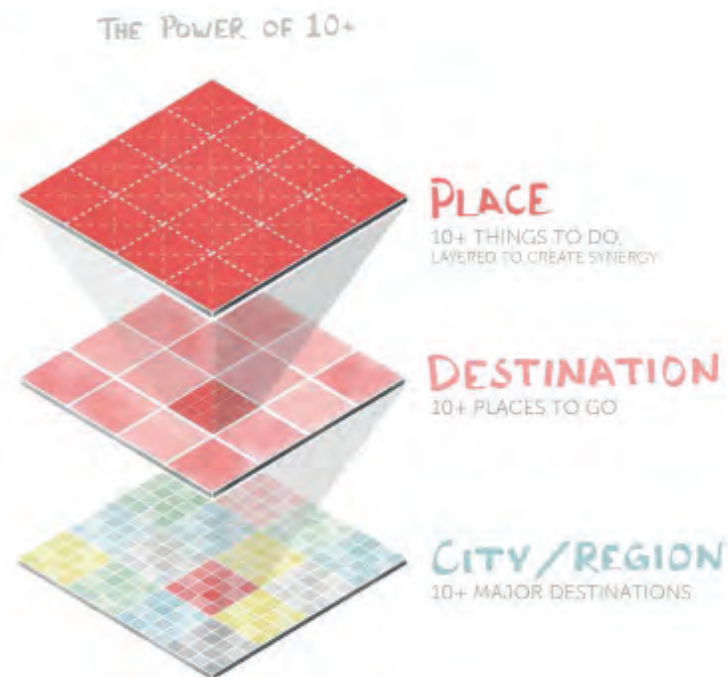 THE POWER OF 10+
PLACE
10+ THINGS TO DO,
LAYERED TO CREATE SYNERGY
DESTINATION
10+ PLACES TO GO
CITY/REGION
10+ MAJOR DESTINATIONS